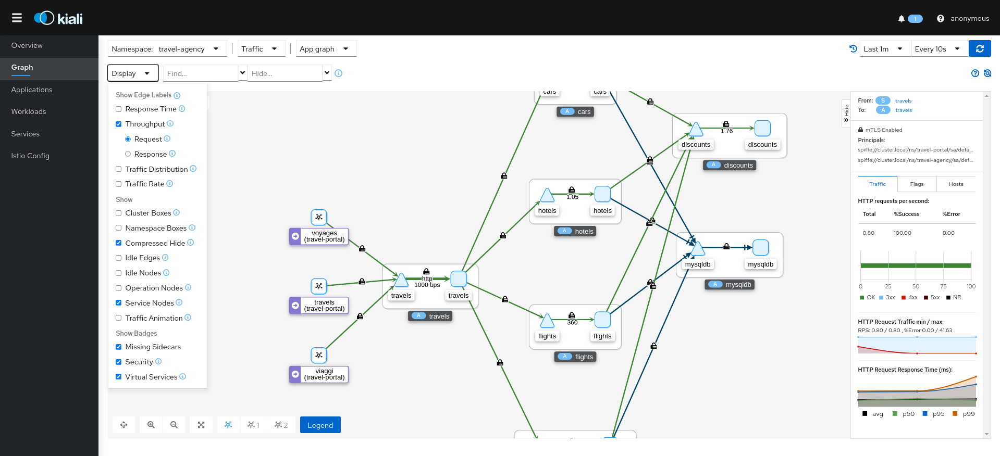 kiali
1
anonymous
Overview
Graph
Applications
Workloads
Services
Istio Config
Namespace: travel-agency
Traffic
App graph
Last 1m
Every 10s
Display
Find...
Hide...
Show Edge Labels
Response Time
Throughput
Request
Response
Traffic Distribution
Traffic Rate
Show
Cluster Boxes
Namespace Boxes
Compressed Hide
Idle Edges
Idle Nodes
Operation Nodes
Service Nodes
Traffic Animation
Show Badges
Missing Sidecars
Security
Virtual Services
cars
cars
A cars
1.76
discounts
discounts
A discounts
1.05
hotels
hotels
A hotels
voyages
(travel-portal)
mysqldb
mysqldb
A mysqldb
http
1000 bps
travels
travels
A travels
travels
(travel-portal)
360
flights
flights
A flights
viaggi
(travel-portal)
1
2
Legend
Hide
From: S travels
To: A travels
mTLS Enabled
Principals:
spiffe://cluster.local/ns/travel-portal/sa/defa...
spiffe://cluster.local/ns/travel-agency/sa/def...
Traffic
Flags
Hosts
HTTP requests per second:
Total %Success %Error
0.80 100.00 0.00
0 25 50 75 100
OK 3xx 4xx 5xx NR
HTTP Request Traffic min / max:
RPS: 0.80 / 0.80 , %Error 0.00 / 41.63
HTTP Request Response Time (ms):
avg p50 p95 p99